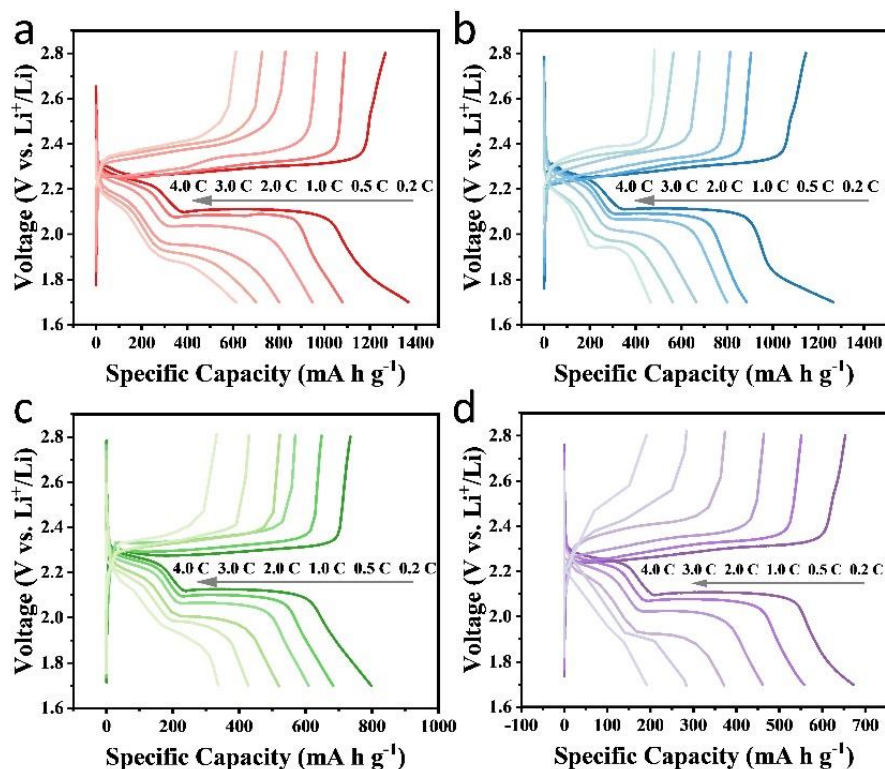 a
2.8
2.6
2.4
2.2
2.0
1.8
1.6
Voltage (V vs. Li⁺/Li)
4.0 C 3.0 C 2.0 C 1.0 C 0.5 C 0.2 C
0 200 400 600 800 1000 1200 1400
Specific Capacity (mA h g⁻¹)
b
2.8
2.6
2.4
2.2
2.0
1.8
1.6
Voltage (V vs. Li⁺/Li)
4.0 C 3.0 C 2.0 C 1.0 C 0.5 C 0.2 C
0 200 400 600 800 1000 1200 1400
Specific Capacity (mA h g⁻¹)
c
2.8
2.6
2.4
2.2
2.0
1.8
1.6
Voltage (V vs. Li⁺/Li)
4.0 C 3.0 C 2.0 C 1.0 C 0.5 C 0.2 C
0 200 400 600 800 1000
Specific Capacity (mA h g⁻¹)
d
2.8
2.6
2.4
2.2
2.0
1.8
1.6
Voltage (V vs. Li⁺/Li)
4.0 C 3.0 C 2.0 C 1.0 C 0.5 C 0.2 C
-100 0 100 200 300 400 500 600 700
Specific Capacity (mA h g⁻¹)